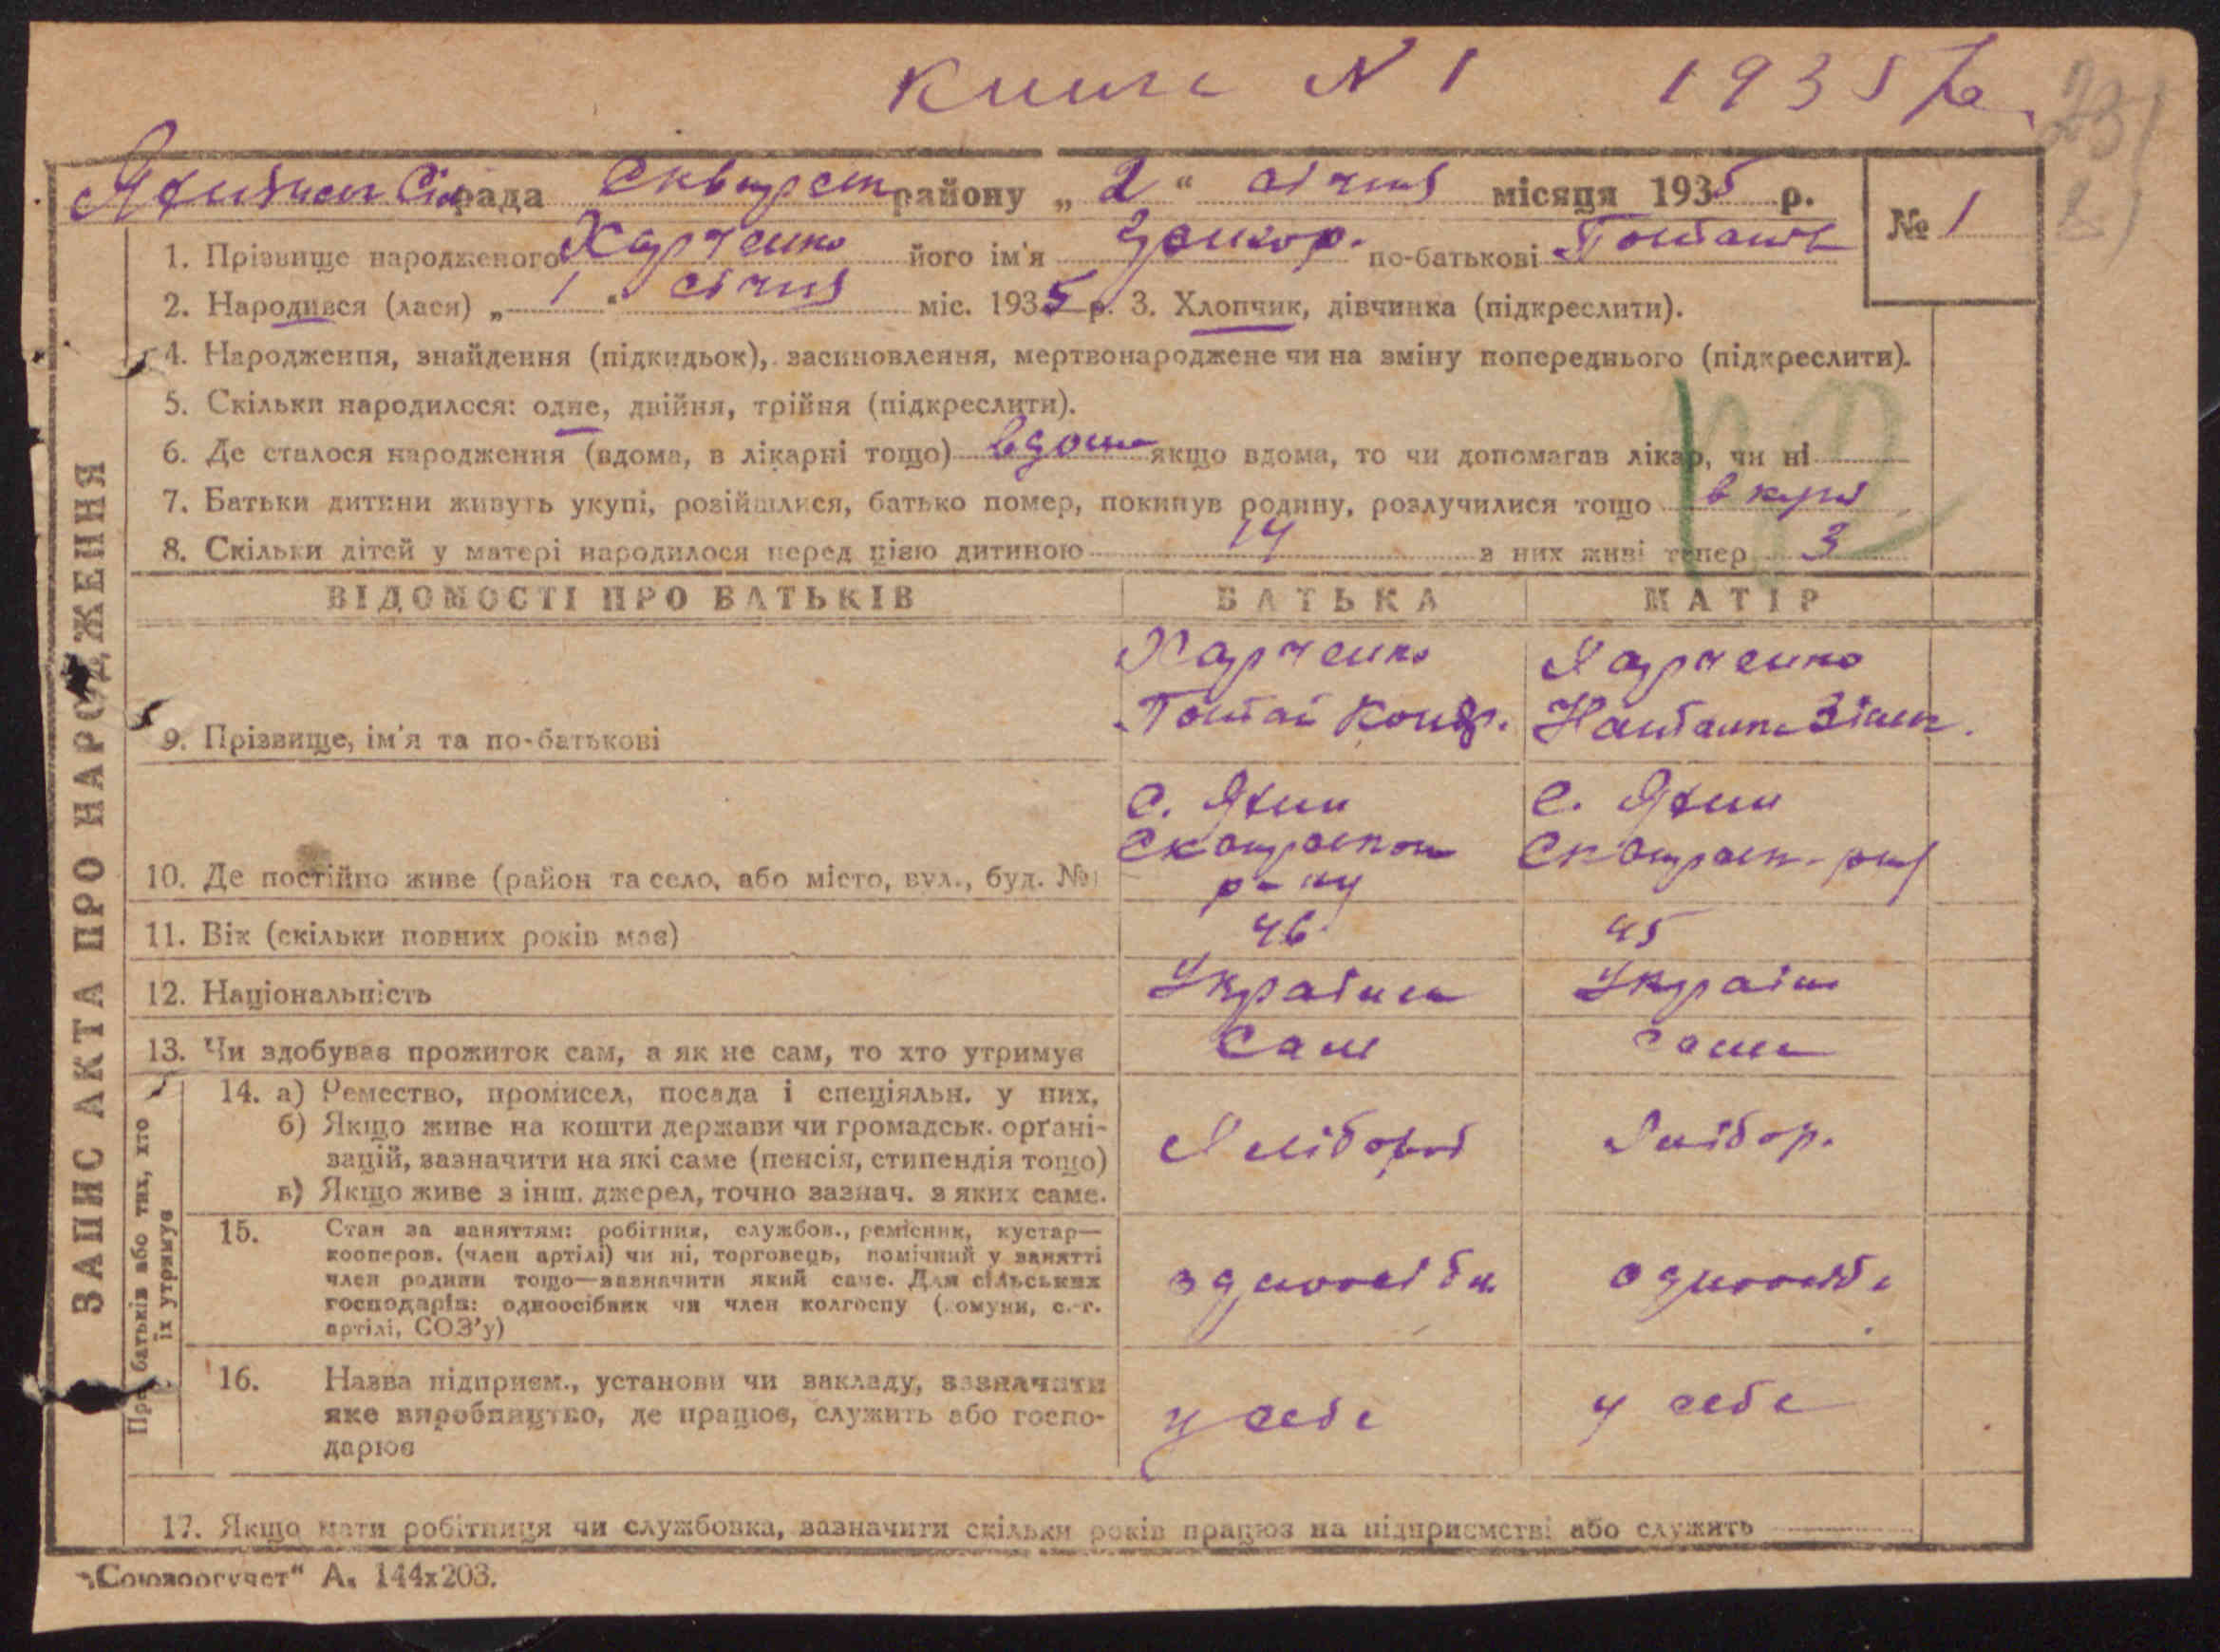 Книга N 1 1935 р.
рада Сквирськ району „ 2 “ січня місяця 1935 р.
№ 1
1. Прізвище народженого Харченко його ім'я по-батькові
2. Народився (лася) „ 1 “ січня міс. 1935 р. 3. Хлопчик, дівчинка (підкреслити).
4. Народження, знайдення (підкидьок), засиновлення, мертвонароджене чи на зміну попереднього (підкреслити).
5. Скільки народилося: одне, двійня, трійня (підкреслити).
6. Де сталося народження (вдома, в лікарні тощо) вдома якщо вдома, то чи допомагав лікар, чи ні
7. Батьки дитини живуть укупі, розійшлися, батько помер, покинув родину, розлучилися тощо вкупі
8. Скільки дітей у матері народилося перед цією дитиною 14 з них живі тепер 3
ВІДОМОСТІ ПРО БАТЬКІВ БАТЬКА МАТІР
Харченко Харченко
9. Прізвище, ім'я та по-батькові
с. с.
10. Де постійно живе (район та село, або місто, вул., буд. №)
р-ну
11. Вік (скільки повних років має) 46 45
12. Національність Українець Україн
13. Чи здобуває прожиток сам, а як не сам, то хто утримує Сам сама
14. а) Ремество, промисел, посада і спеціяльн. у них,
б) Якщо живе на кошти держави чи громадськ. орґані-
зацій, зазначити на які саме (пенсія, стипендія тощо) Хлібороб Хлібор.
в) Якщо живе з інш. джерел, точно зазнач. з яких саме.
15. Стан за заняттям: робітник, службов., ремісник, кустар—
кооперов. (член артілі) чи ні, торговець, помічний у занятті
член родини тощо—зазначити який саме. Для сільських
господарів: одноосібник чи член колгоспу (комуни, с.-г.
артілі, СОЗ'у) одноосібн. одноосіб
16. Назва підприєм., установи чи закладу, зазначити
яке виробництво, де працює, служить або госпо-
дарює у себе у себе
17. Якщо мати робітниця чи службовка, зазначити скільки років працює на підприємстві або служить
ЗАПИС АКТА ПРО НАРОДЖЕННЯ
Про батьків або тих, хто
їх утримує
„Союзоргучет“ А. 144х203.